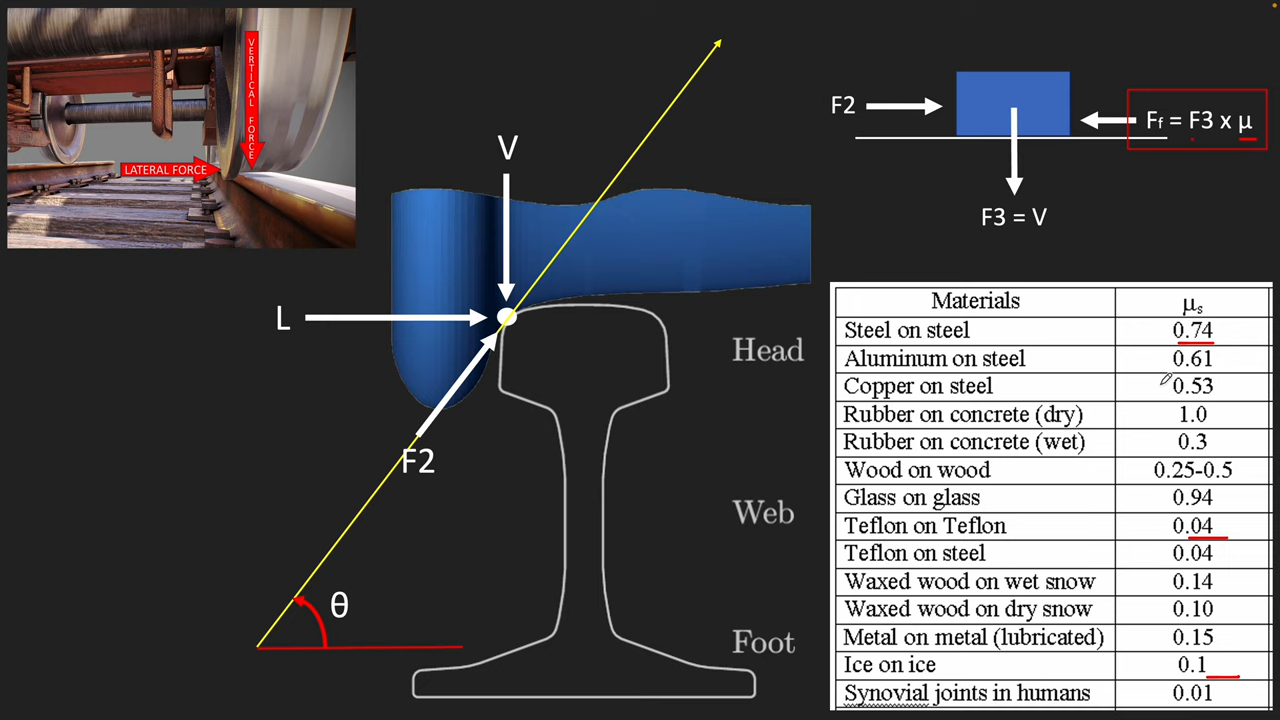 VERTICAL FORCE
LATERAL FORCE
V
L
F2
θ
Head
Web
Foot
F2
Ff = F3 x μ
F3 = V
Materials μs
Steel on steel 0.74
Aluminum on steel 0.61
Copper on steel 0.53
Rubber on concrete (dry) 1.0
Rubber on concrete (wet) 0.3
Wood on wood 0.25-0.5
Glass on glass 0.94
Teflon on Teflon 0.04
Teflon on steel 0.04
Waxed wood on wet snow 0.14
Waxed wood on dry snow 0.10
Metal on metal (lubricated) 0.15
Ice on ice 0.1
Synovial joints in humans 0.01